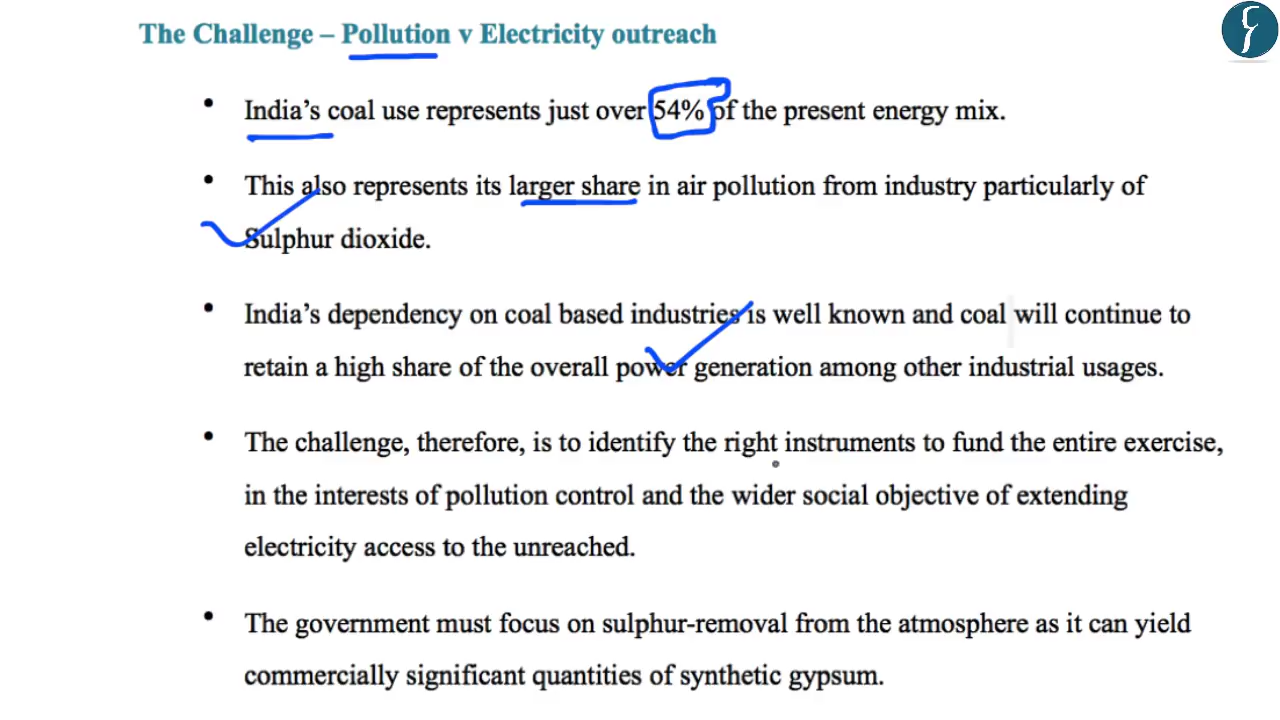 The Challenge – Pollution v Electricity outreach
• India's coal use represents just over 54% of the present energy mix.
• This also represents its larger share in air pollution from industry particularly of
Sulphur dioxide.
• India's dependency on coal based industries is well known and coal will continue to
retain a high share of the overall power generation among other industrial usages.
• The challenge, therefore, is to identify the right instruments to fund the entire exercise,
in the interests of pollution control and the wider social objective of extending
electricity access to the unreached.
• The government must focus on sulphur-removal from the atmosphere as it can yield
commercially significant quantities of synthetic gypsum.